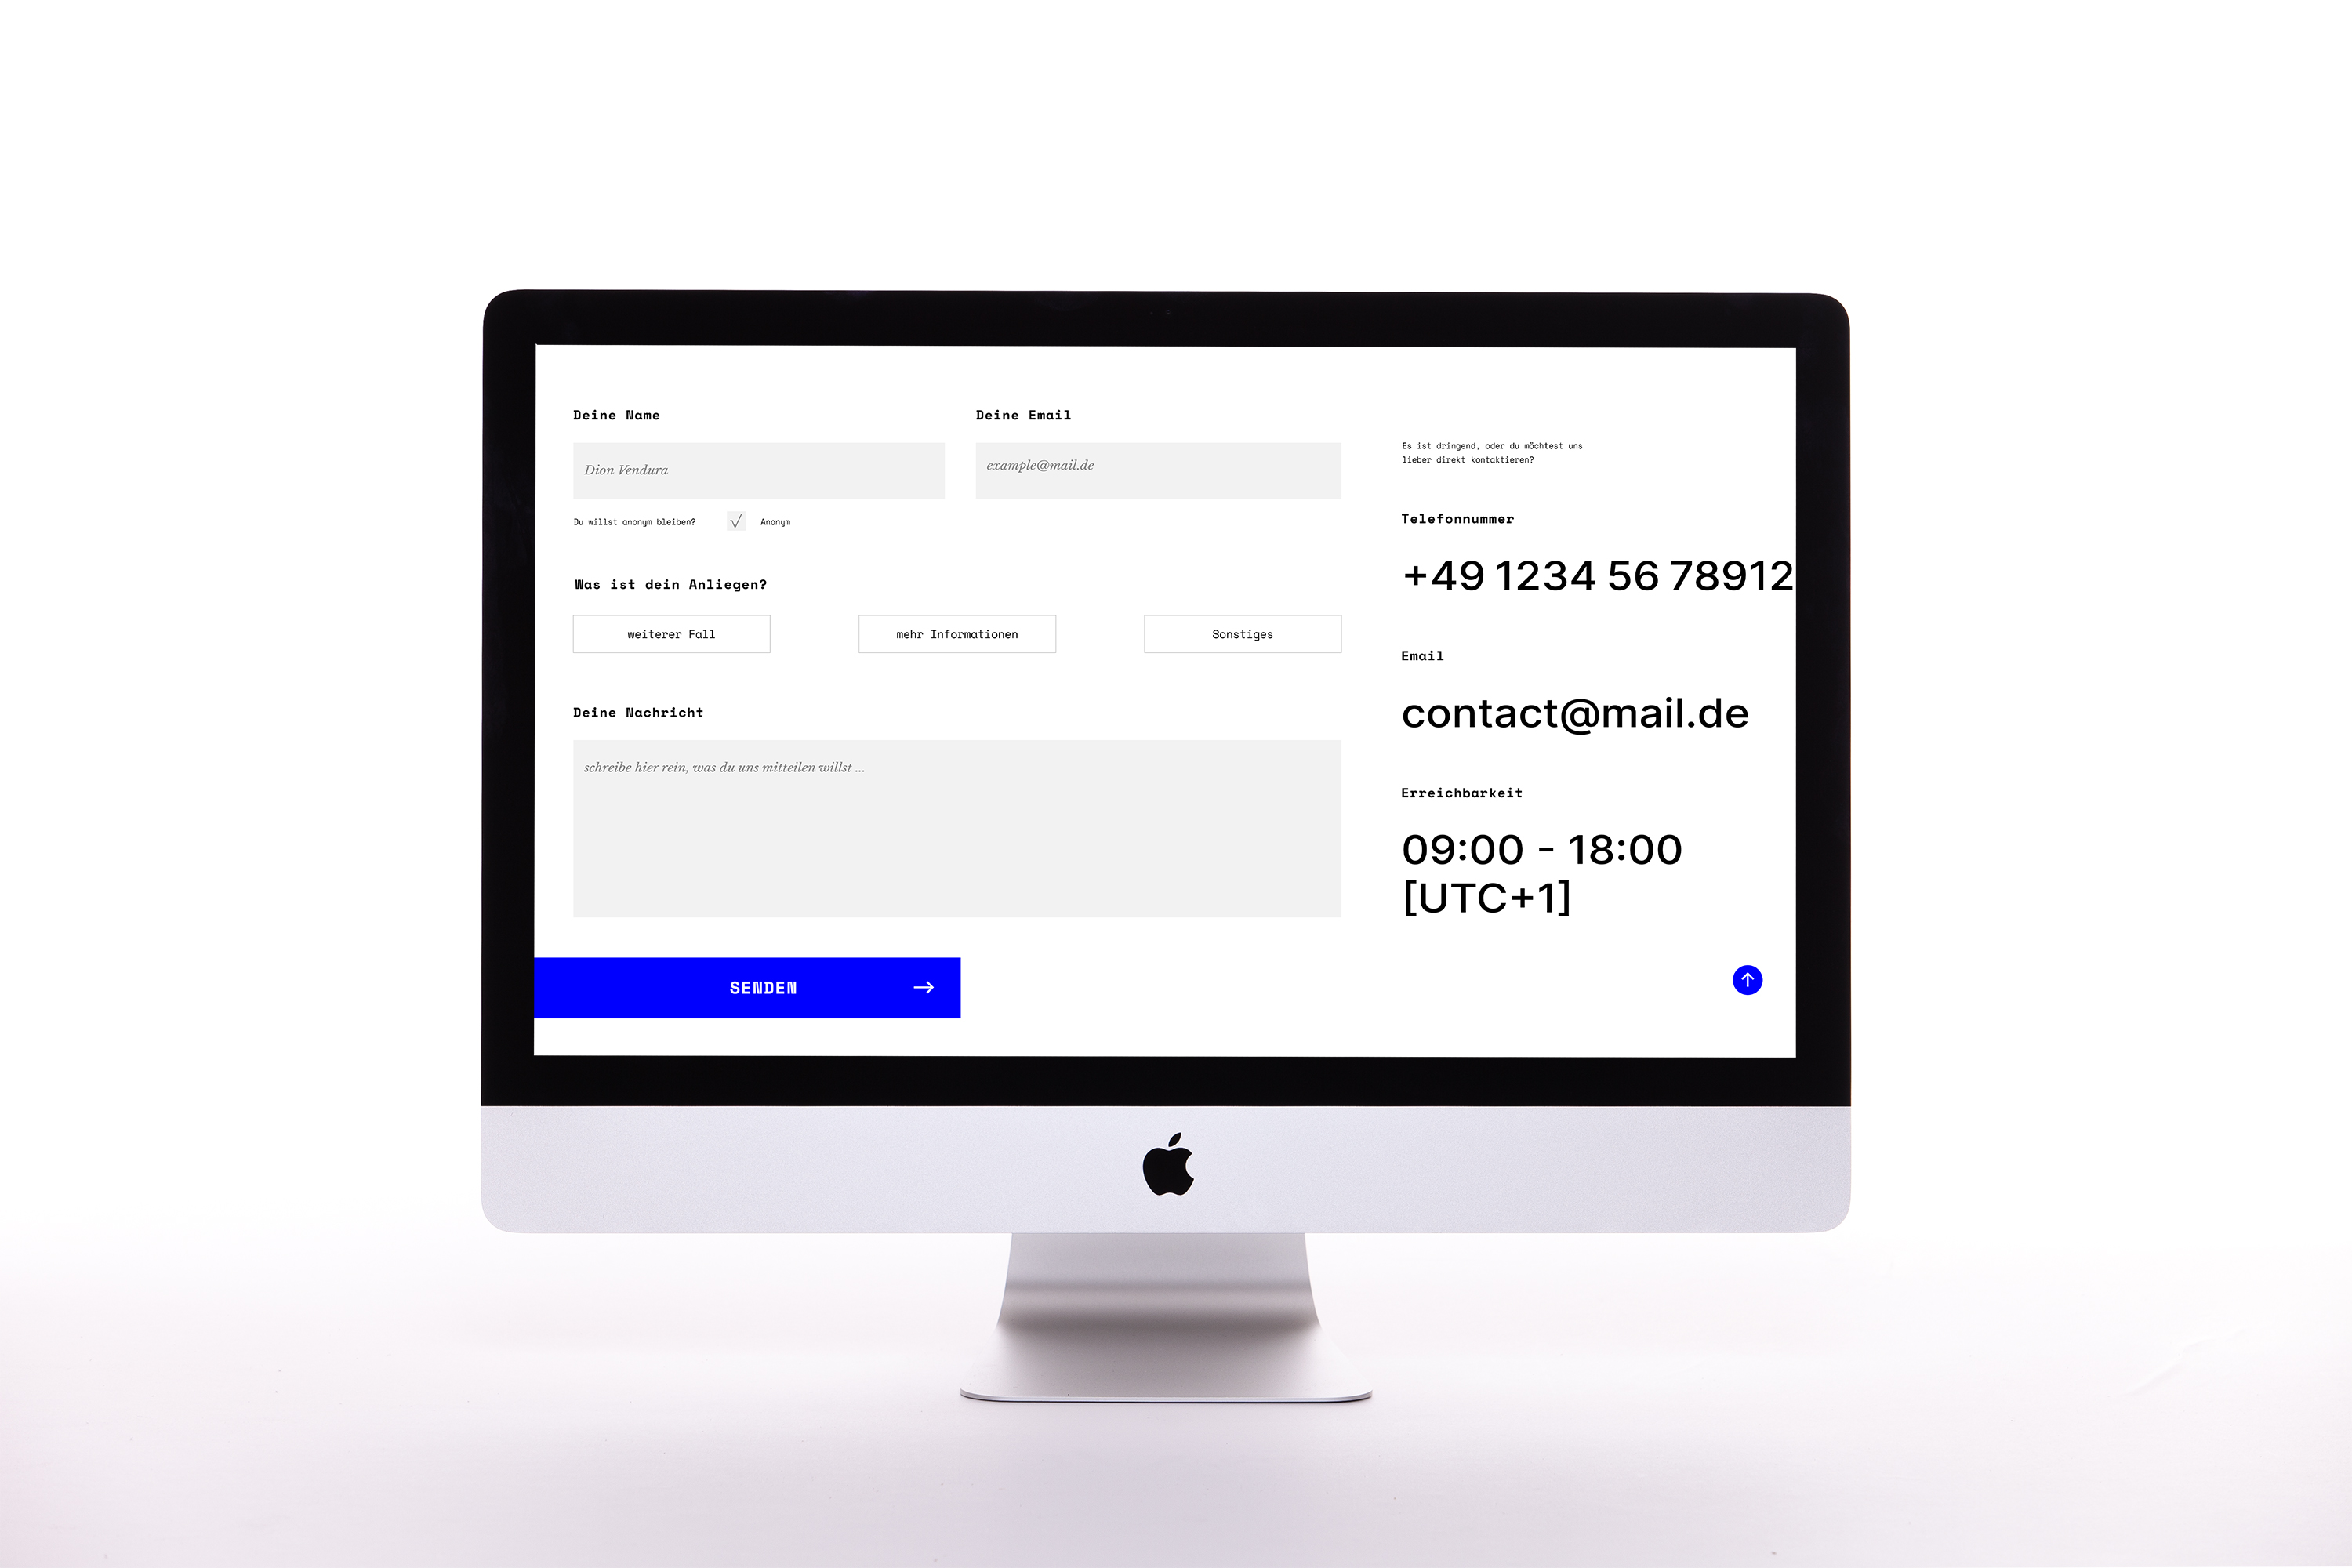 Deine Name
Dion Vendura
Du willst anonym bleiben? Anonym
Deine Email
example@mail.de
Was ist dein Anliegen?
weiterer Fall
mehr Informationen
Sonstiges
Deine Nachricht
schreibe hier rein, was du uns mitteilen willst ...
SENDEN
Es ist dringend, oder du möchtest uns
lieber direkt kontaktieren?
Telefonnummer
+49 1234 56 78912
Email
contact@mail.de
Erreichbarkeit
09:00 - 18:00
[UTC+1]